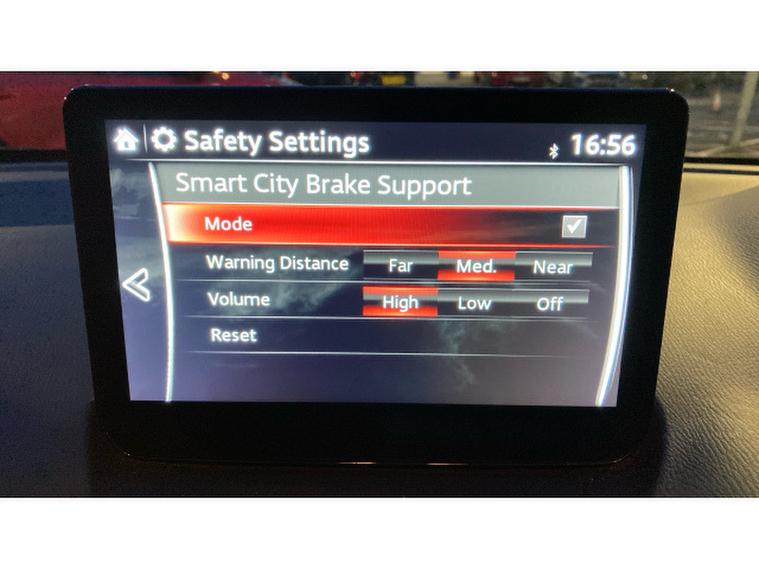 Safety Settings 16:56
Smart City Brake Support
Mode
Warning Distance Far Med. Near
Volume High Low Off
Reset